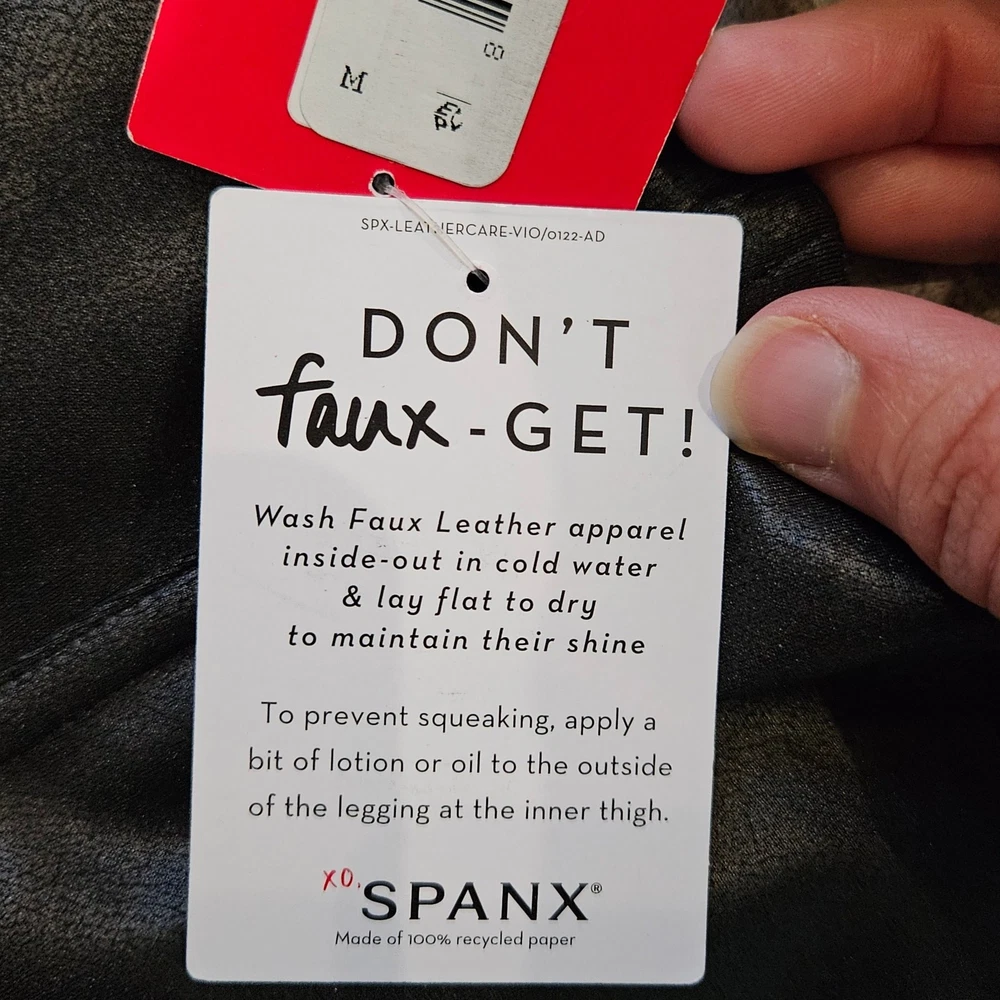 8
M
SPX-LEATHERCARE-VIO/0122-AD
DON'T
faux-GET!
Wash Faux Leather apparel
inside-out in cold water
& lay flat to dry
to maintain their shine
To prevent squeaking, apply a
bit of lotion or oil to the outside
of the legging at the inner thigh.
XO,
SPANX®
Made of 100% recycled paper